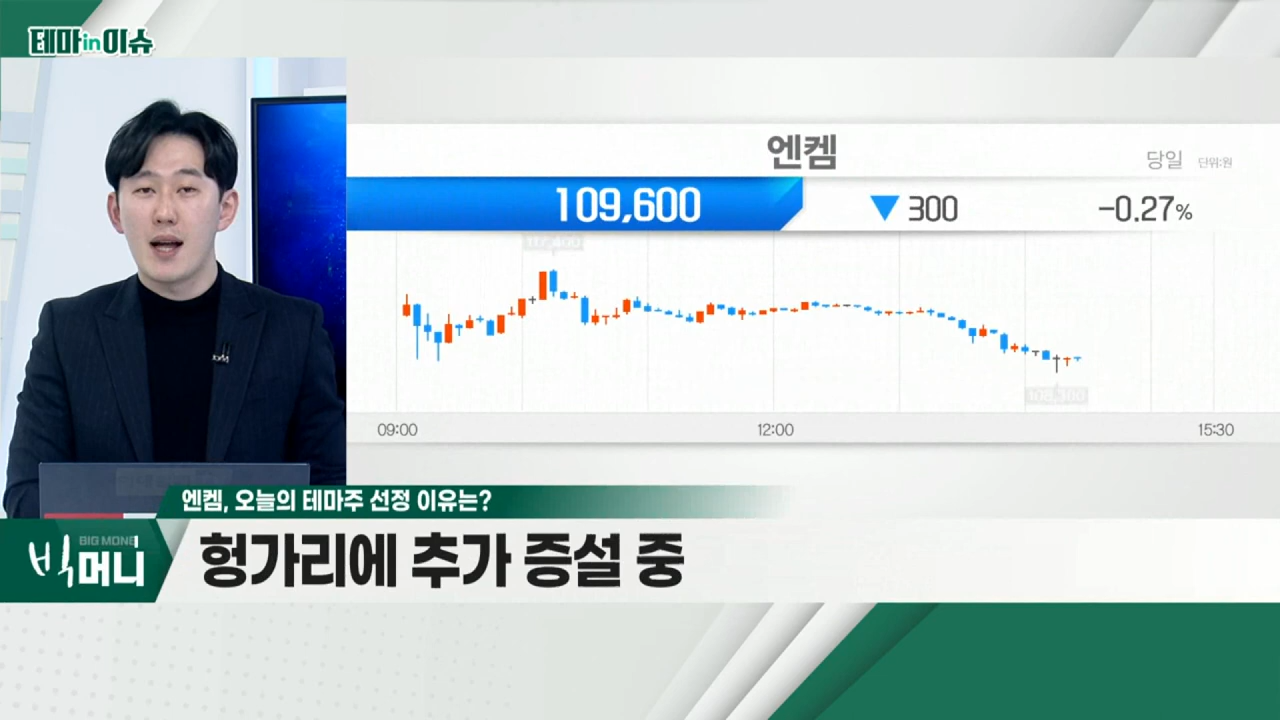 테마in이슈
엔켐
당일 단위:원
109,600 ▼ 300 -0.27%
09:00 12:00 15:30
엔켐, 오늘의 테마주 선정 이유는?
BIG MONE
빅머니
헝가리에 추가 증설 중